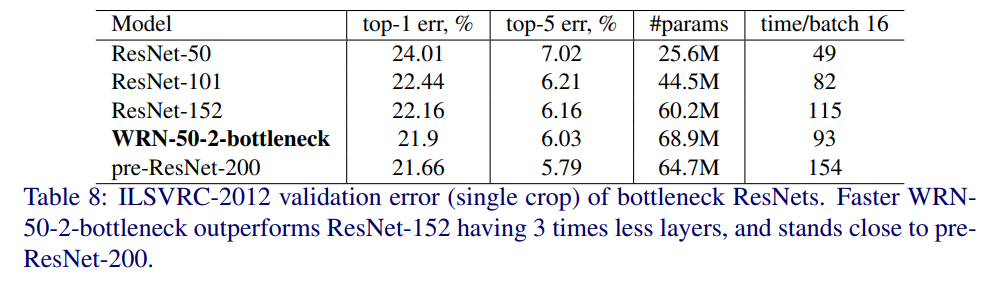 Model top-1 err, % top-5 err, % #params time/batch 16
ResNet-50 24.01 7.02 25.6M 49
ResNet-101 22.44 6.21 44.5M 82
ResNet-152 22.16 6.16 60.2M 115
WRN-50-2-bottleneck 21.9 6.03 68.9M 93
pre-ResNet-200 21.66 5.79 64.7M 154
Table 8: ILSVRC-2012 validation error (single crop) of bottleneck ResNets. Faster WRN-
50-2-bottleneck outperforms ResNet-152 having 3 times less layers, and stands close to pre-
ResNet-200.